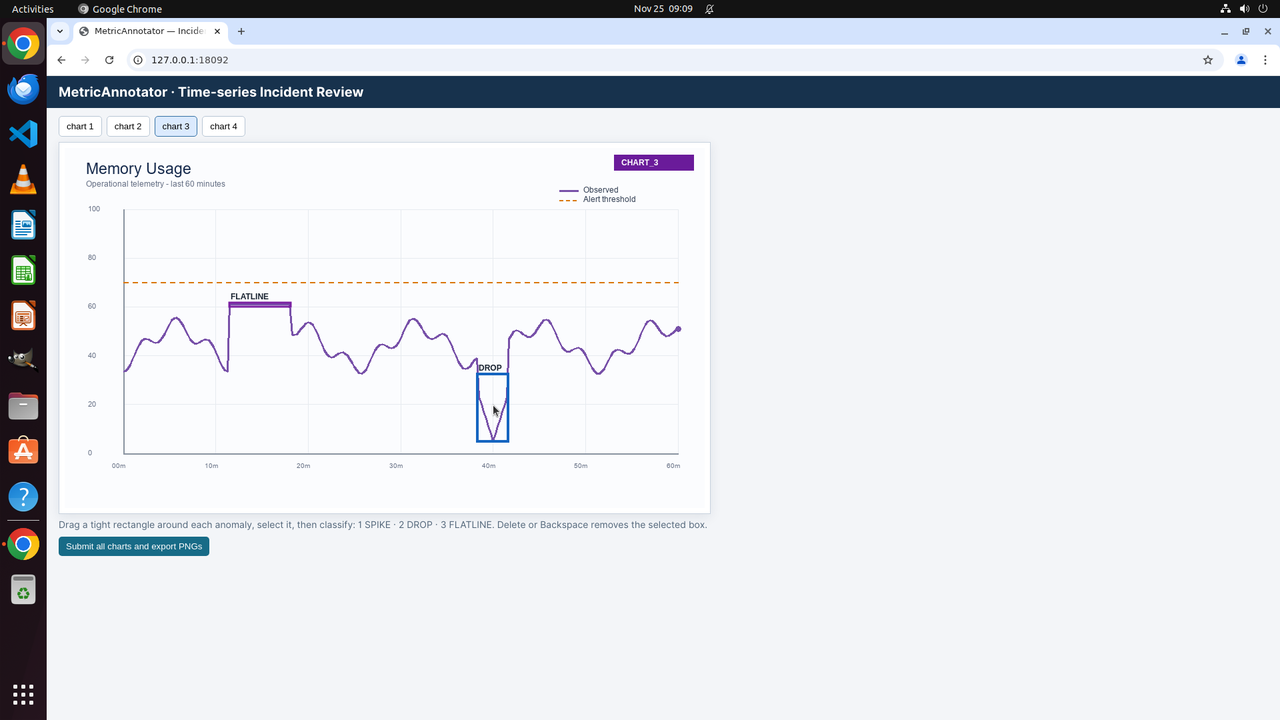 Activities
Google Chrome
Nov 25 09:09
MetricAnnotator — Incide
127.0.0.1:18092
MetricAnnotator · Time-series Incident Review
chart 1
chart 2
chart 3
chart 4
CHART_3
Memory Usage
Operational telemetry - last 60 minutes
Observed
Alert threshold
100
80
60
40
20
0
FLATLINE
DROP
00m
10m
20m
30m
40m
50m
60m
Drag a tight rectangle around each anomaly, select it, then classify: 1 SPIKE · 2 DROP · 3 FLATLINE. Delete or Backspace removes the selected box.
Submit all charts and export PNGs